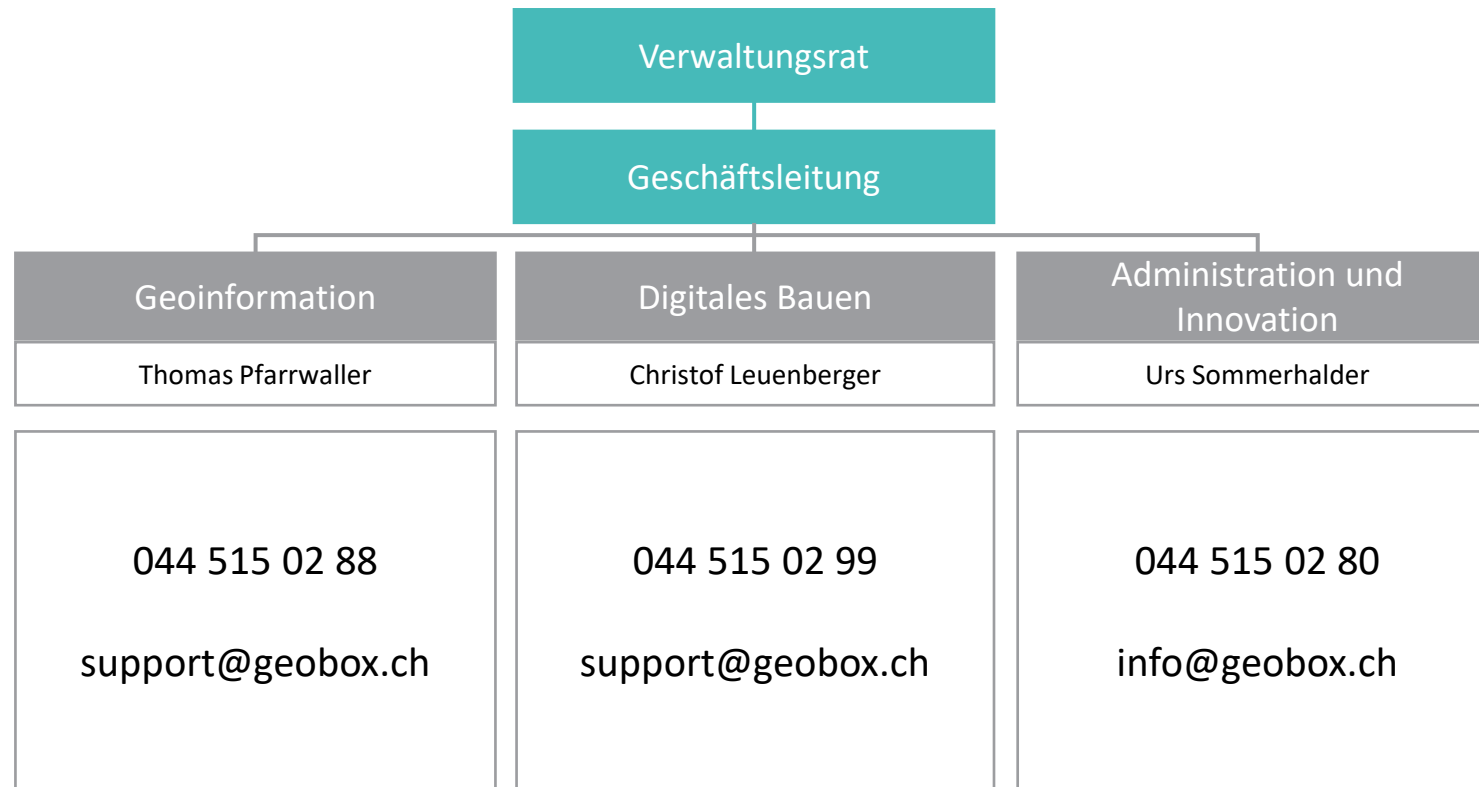 Verwaltungsrat
Geschäftsleitung
Geoinformation
Thomas Pfarrwaller
044 515 02 88
support@geobox.ch
Digitales Bauen
Christof Leuenberger
044 515 02 99
support@geobox.ch
Administration und
Innovation
Urs Sommerhalder
044 515 02 80
info@geobox.ch